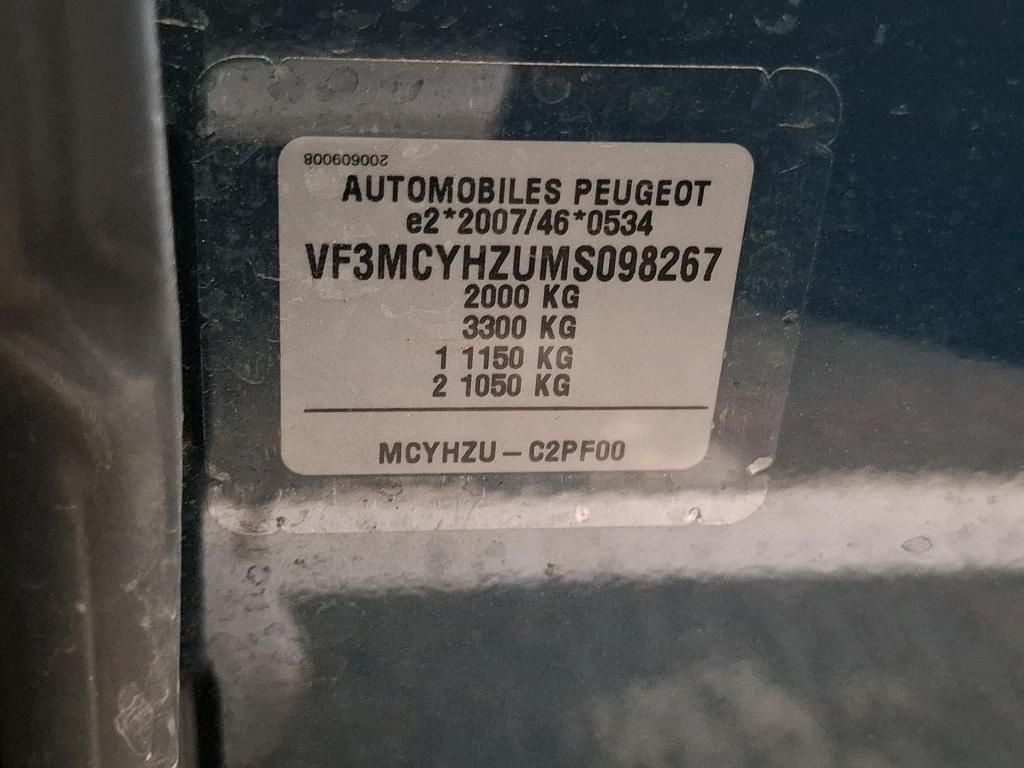 200609008
AUTOMOBILES PEUGEOT
e2*2007/46*0534
VF3MCYHZUMS098267
2000 KG
3300 KG
1 1150 KG
2 1050 KG
MCYHZU – C2PF00